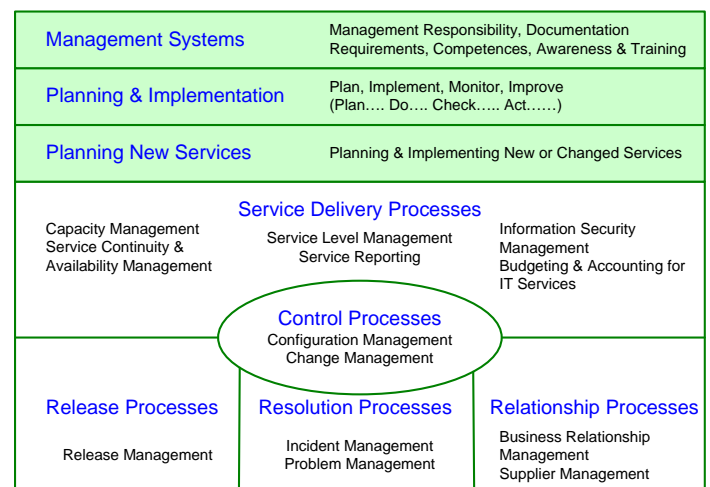 Management Systems
Management Responsibility, Documation
Requirements, Competences, Awareness & Training
Planning & Implementation
Plan, Implement, Monitor, Improve
(Plan…. Do…. Check….. Act……)
Planning New Services
Planning & Implementing New or Changed Services
Service Delivery Processes
Capacity Management
Service Continuity &
Availability Management
Service Level Management
Service Reporting
Information Security
Management
Budgeting & Accounting for
IT Services
Control Processes
Configuration Management
Change Management
Release Processes
Release Management
Resolution Processes
Incident Management
Problem Management
Relationship Processes
Business Relationship
Management
Supplier Management